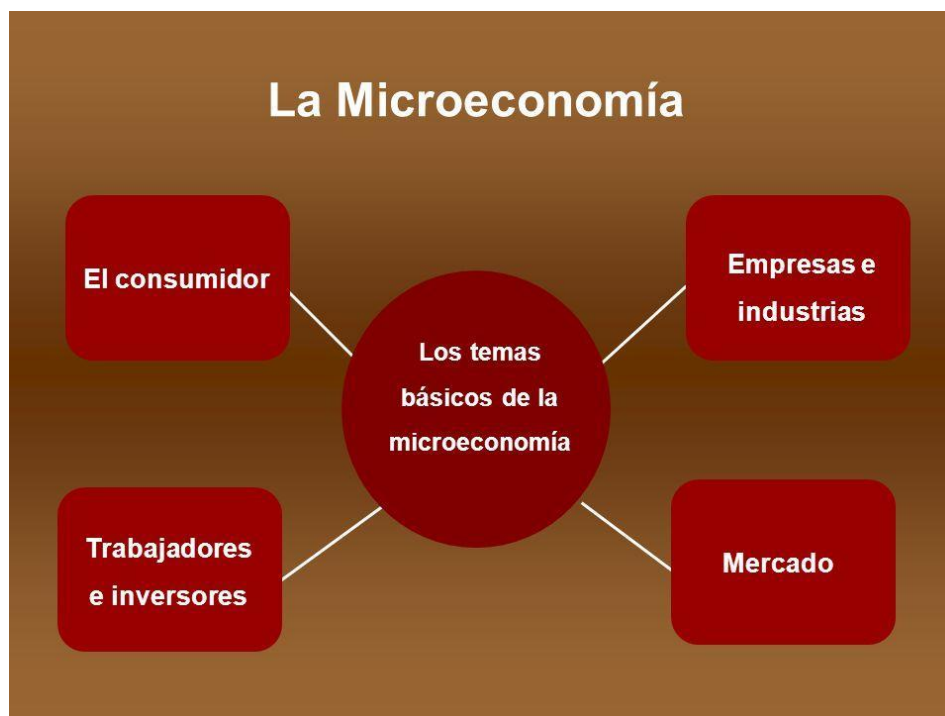 La Microeconomía
El consumidor
Empresas e
industrias
Los temas
básicos de la
microeconomía
Trabajadores
e inversores
Mercado